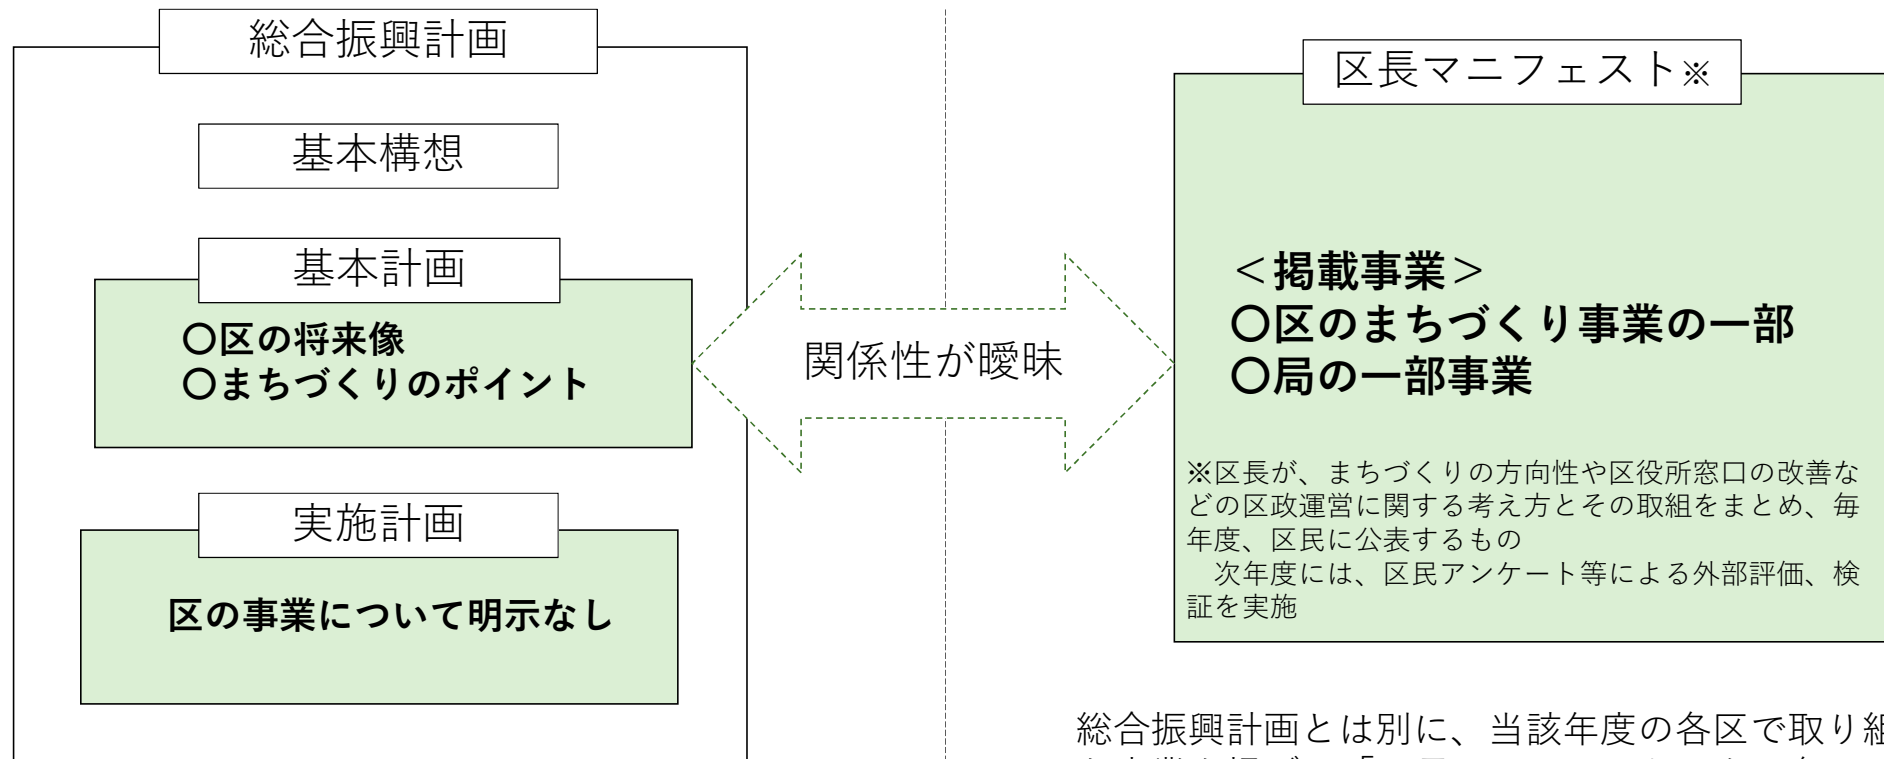 総合振興計画
基本構想
基本計画
〇区の将来像
〇まちづくりのポイント
実施計画
区の事業について明示なし
関係性が曖昧
区長マニフェスト※
＜掲載事業＞
〇区のまちづくり事業の一部
〇局の一部事業
※区長が、まちづくりの方向性や区役所窓口の改善な
どの区政運営に関する考え方とその取組をまとめ、毎
年度、区民に公表するもの
　次年度には、区民アンケート等による外部評価、検
証を実施
総合振興計画とは別に、当該年度の各区で取り組